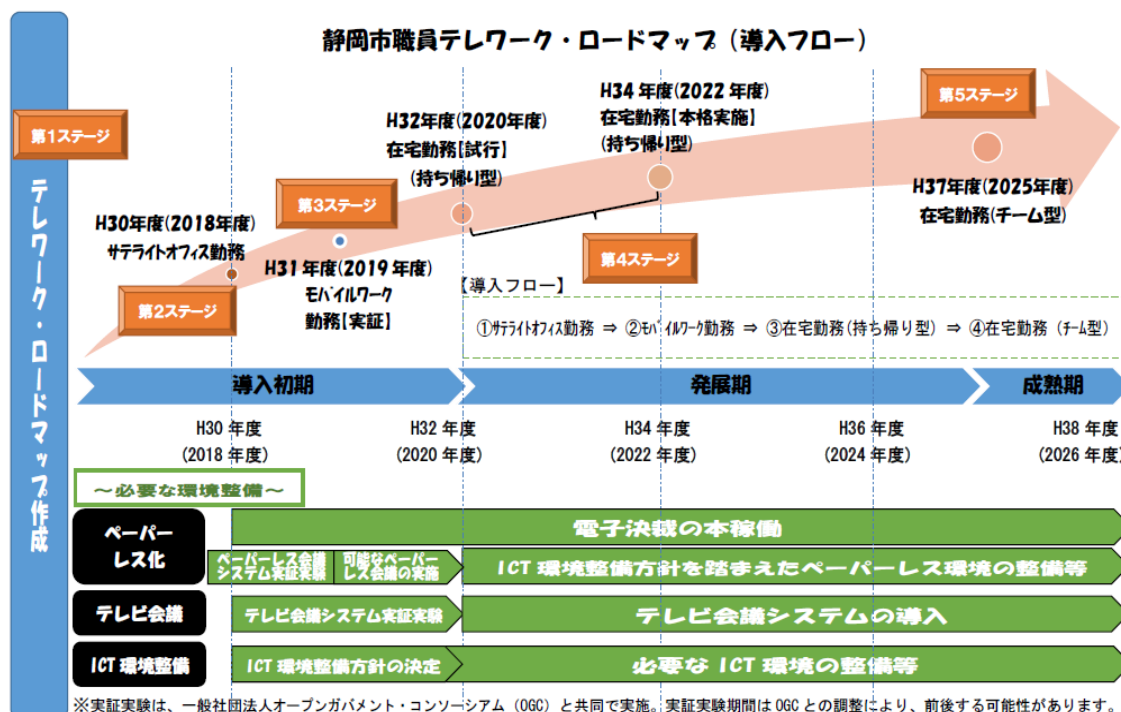 静岡市職員テレワーク・ロードマップ（導入フロー）
テレワーク・ロードマップ作成
第1ステージ
第5ステージ
H34年度(2022年度)
在宅勤務【本格実施】
(持ち帰り型)
H32年度(2020年度)
在宅勤務【試行】
(持ち帰り型)
第3ステージ
H37年度(2025年度)
在宅勤務(チーム型)
H30年度(2018年度)
サテライトオフィス勤務
第4ステージ
H31年度(2019年度)
モバイルワーク
勤務【実証】
第2ステージ
【導入フロー】
①ｻﾃﾗｲﾄｵﾌｨｽ勤務 ⇒ ②ﾓﾊﾞｲﾙﾜｰｸ勤務 ⇒ ③在宅勤務(持ち帰り型) ⇒ ④在宅勤務（ﾁｰﾑ型）
導入初期 発展期 成熟期
H30年度 H32年度 H34年度 H36年度 H38年度
(2018年度) (2020年度) (2022年度) (2024年度) (2026年度)
～必要な環境整備～
ペーパー
レス化
電子決裁の本稼働
ペーパーレス会議
システム実証実験
可能なペーパー
レス会議の実施
ICT環境整備方針を踏まえたペーパーレス環境の整備等
テレビ会議
テレビ会議システム実証実験
テレビ会議システムの導入
ICT環境整備
ICT環境整備方針の決定
必要なICT環境の整備等
※実証実験は、一般社団法人オープンガバメント・コンソーシアム（OGC）と共同で実施。実証実験期間はOGCとの調整により、前後する可能性があります。